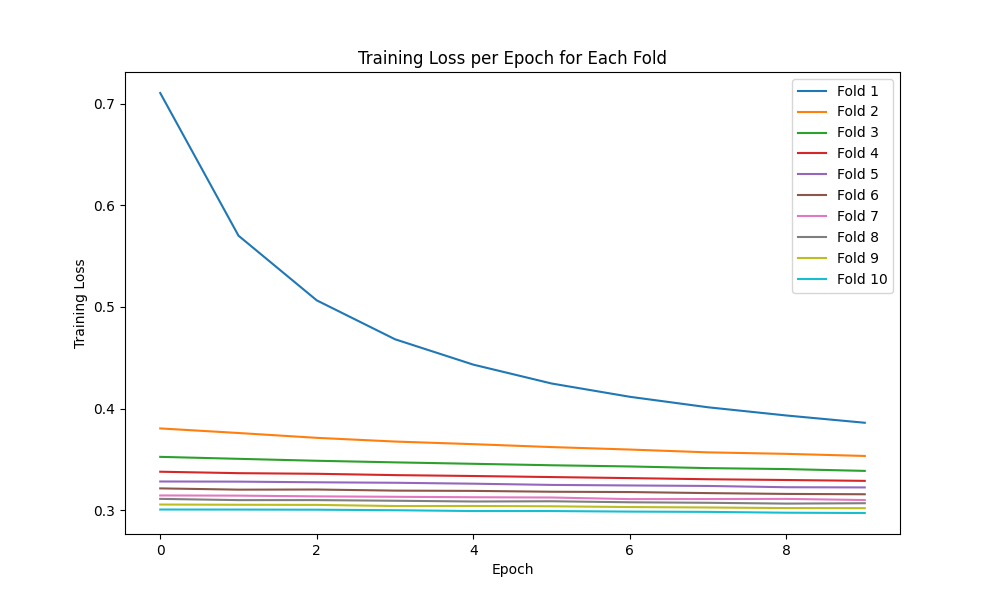 Training Loss per Epoch for Each Fold
Training Loss
0.7
0.6
0.5
0.4
0.3
Fold 1
Fold 2
Fold 3
Fold 4
Fold 5
Fold 6
Fold 7
Fold 8
Fold 9
Fold 10
0 2 4 6 8
Epoch